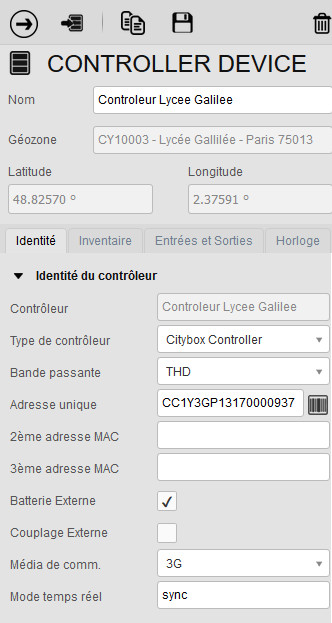 CONTROLLER DEVICE
Nom Controleur Lycee Galilee
Géozone CY10003 - Lycée Gallilée - Paris 75013
Latitude Longitude
48.82570 º 2.37591 º
Identité Inventaire Entrées et Sorties Horloge
Identité du contrôleur
Contrôleur Controleur Lycee Galilee
Type de contrôleur Citybox Controller
Bande passante THD
Adresse unique CC1Y3GP13170000937
2ème adresse MAC
3ème adresse MAC
Batterie Externe
Couplage Externe
Média de comm. 3G
Mode temps réel sync